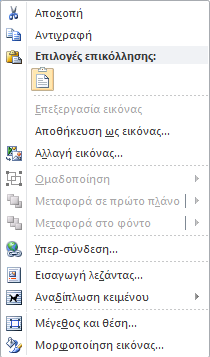 Αποκοπή
Αντιγραφή
Επιλογές επικόλλησης:
Επεξεργασία εικόνας
Αποθήκευση ως εικόνας...
Αλλαγή εικόνας...
Ομαδοποίηση
Μεταφορά σε πρώτο πλάνο
Μεταφορά στο φόντο
Υπερ-σύνδεση...
Εισαγωγή λεζάντας...
Αναδίπλωση κειμένου
Μέγεθος και θέση...
Μορφοποίηση εικόνας...